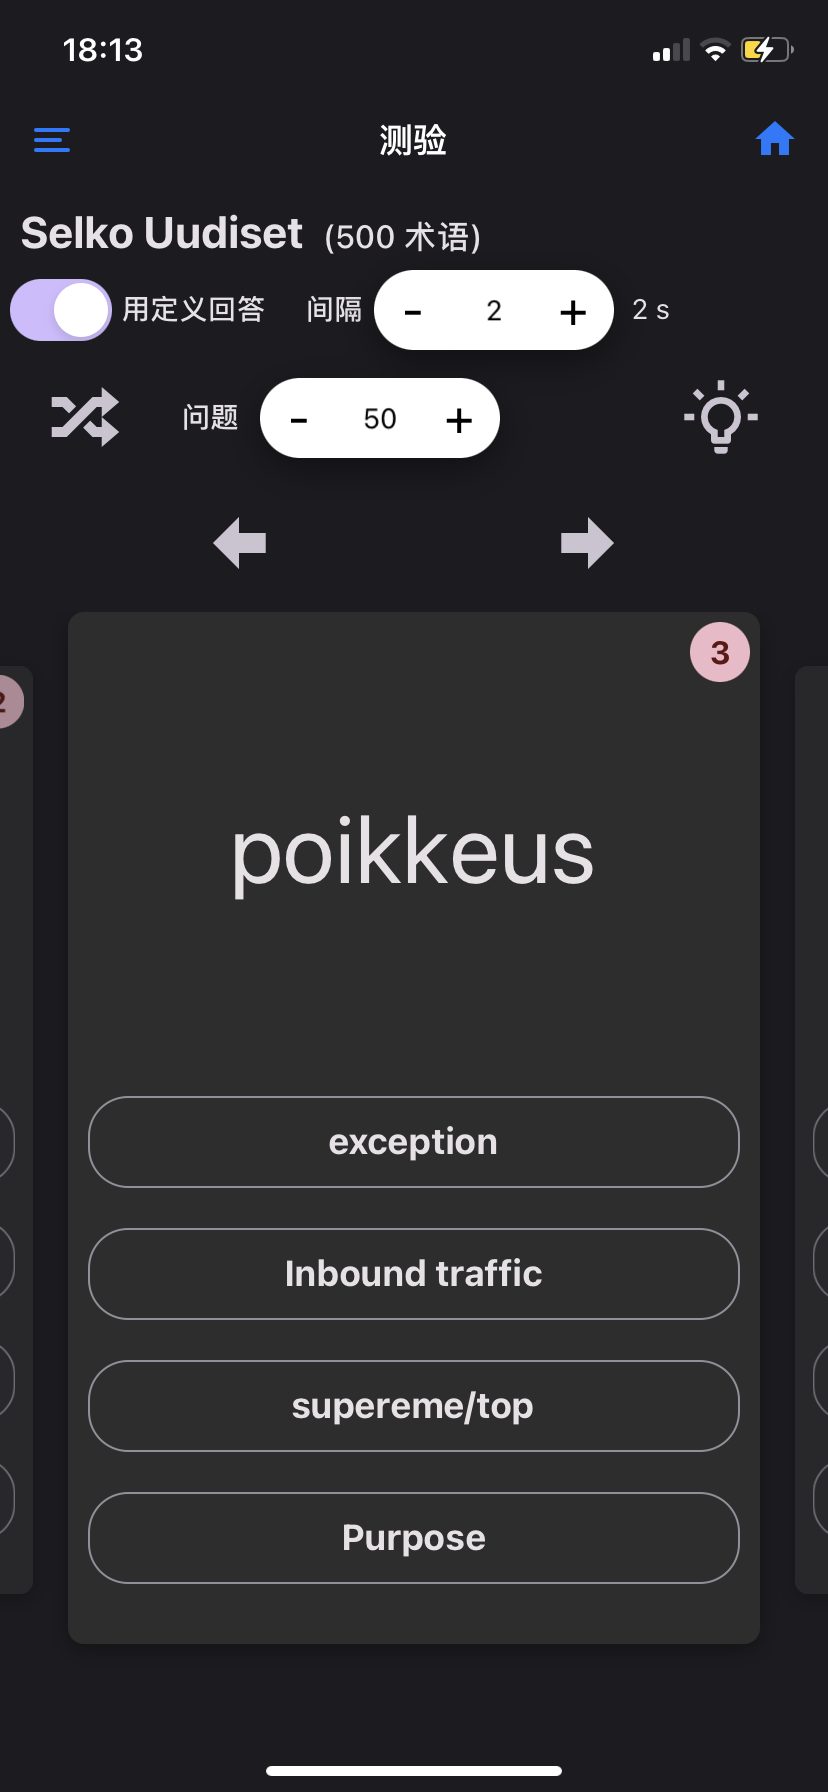 18:13
测验
Selko Uudiset (500 术语)
用定义回答 间隔 - 2 + 2 s
问题 - 50 +
3
2
poikkeus
exception
Inbound traffic
supereme/top
Purpose